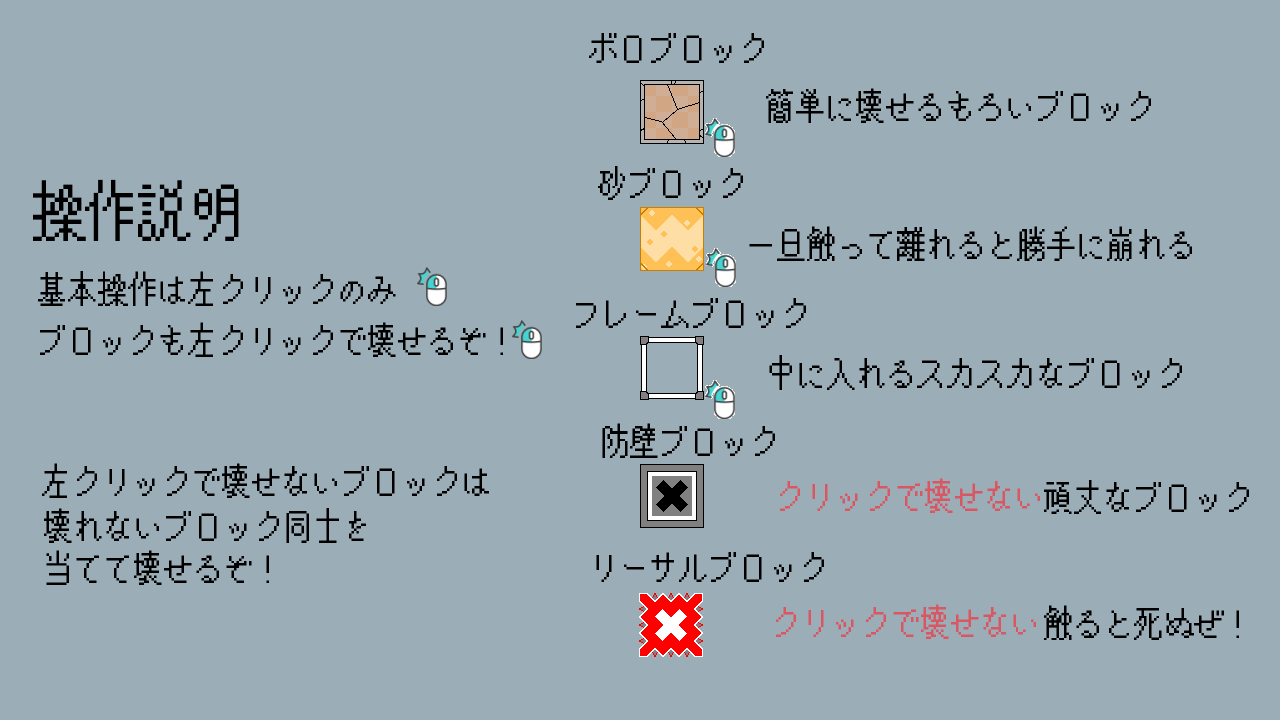 操作説明
基本操作は左クリックのみ
ブロックも左クリックで壊せるぞ！
左クリックで壊せないブロックは
壊れないブロック同士を
当てて壊せるぞ！
ボロブロック
簡単に壊せるもろいブロック
砂ブロック
一旦触って離れると勝手に崩れる
フレームブロック
中に入れるスカスカなブロック
防壁ブロック
クリックで壊せない頑丈なブロック
リーサルブロック
クリックで壊せない触ると死ぬぜ！